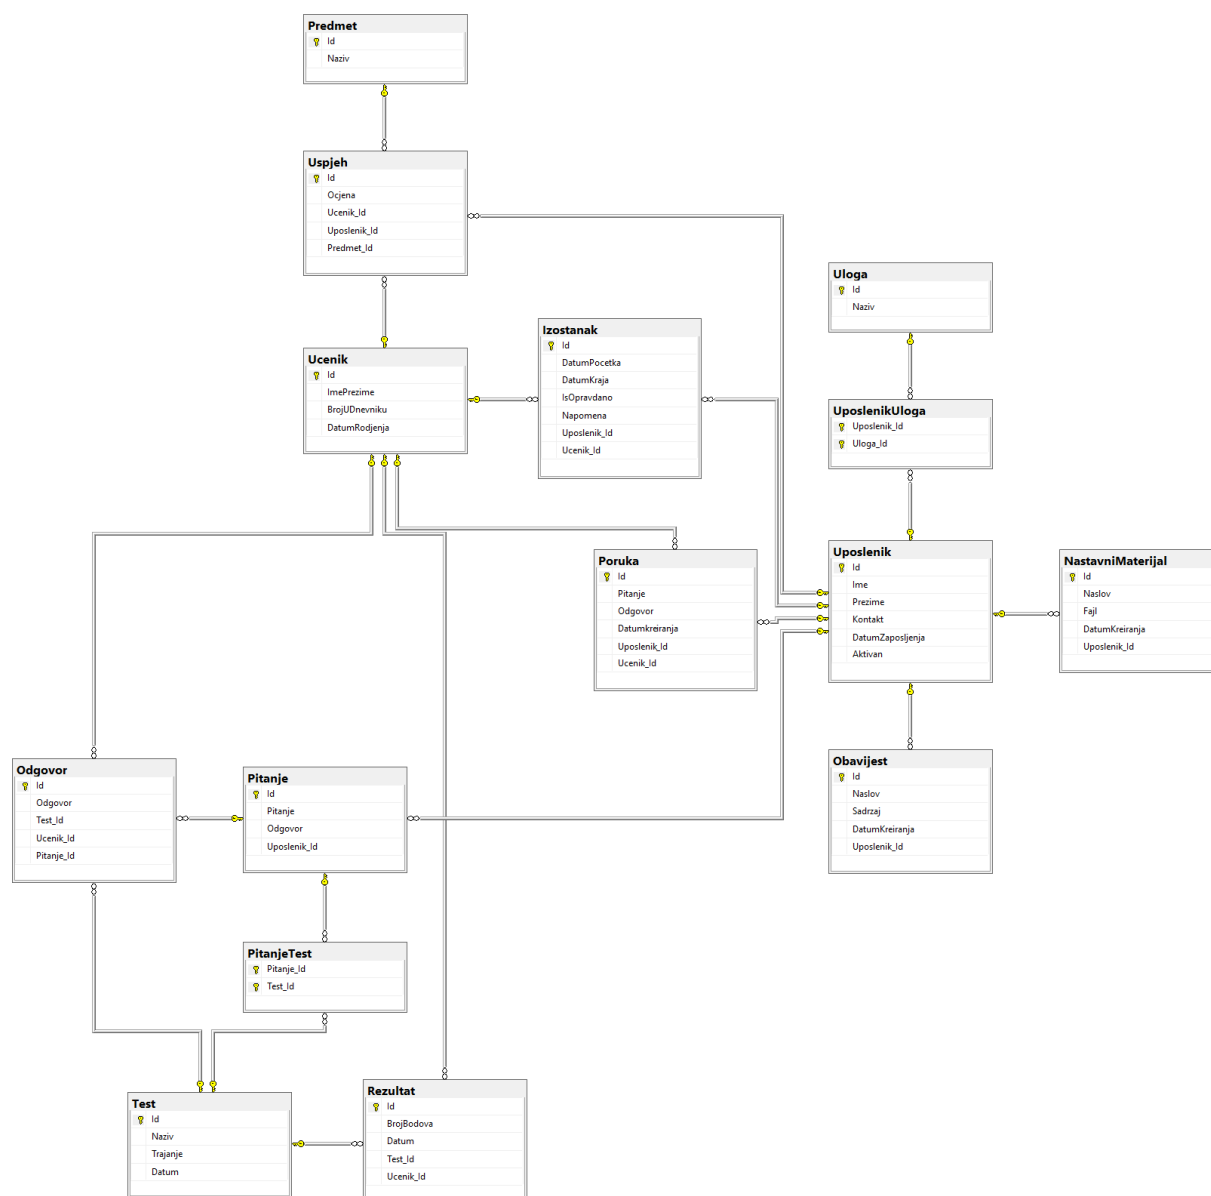 Predmet
Id
Naziv
Uspjeh
Id
Ocjena
Ucenik_Id
Uposlenik_Id
Predmet_Id
Ucenik
Id
ImePrezime
BrojUDnevniku
DatumRodjenja
Izostanak
Id
DatumPocetka
DatumKraja
IsOpravdano
Napomena
Uposlenik_Id
Ucenik_Id
Uloga
Id
Naziv
UposlenikUloga
Uposlenik_Id
Uloga_Id
Poruka
Id
Pitanje
Odgovor
Datumkreiranja
Uposlenik_Id
Ucenik_Id
Uposlenik
Id
Ime
Prezime
Kontakt
DatumZaposljenja
Aktivan
NastavniMaterijal
Id
Naslov
Fajl
DatumKreiranja
Uposlenik_Id
Obavijest
Id
Naslov
Sadrzaj
DatumKreiranja
Uposlenik_Id
Odgovor
Id
Odgovor
Test_Id
Ucenik_Id
Pitanje_Id
Pitanje
Id
Pitanje
Odgovor
Uposlenik_Id
PitanjeTest
Pitanje_Id
Test_Id
Test
Id
Naziv
Trajanje
Datum
Rezultat
Id
BrojBodova
Datum
Test_Id
Ucenik_Id